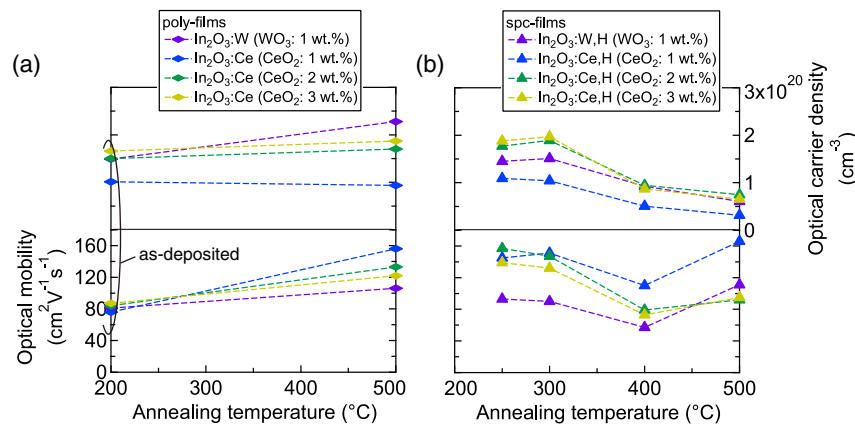 (a)
poly-films
In₂O₃:W (WO₃: 1 wt.%)
In₂O₃:Ce (CeO₂: 1 wt.%)
In₂O₃:Ce (CeO₂: 2 wt.%)
In₂O₃:Ce (CeO₂: 3 wt.%)
as-deposited
Optical mobility
(cm²V⁻¹s⁻¹)
160
120
80
40
0
200
300
400
500
Annealing temperature (°C)
(b)
spc-films
In₂O₃:W,H (WO₃: 1 wt.%)
In₂O₃:Ce,H (CeO₂: 1 wt.%)
In₂O₃:Ce,H (CeO₂: 2 wt.%)
In₂O₃:Ce,H (CeO₂: 3 wt.%)
3×10²⁰
2
1
0
Optical carrier density
(cm⁻³)
200
300
400
500
Annealing temperature (°C)